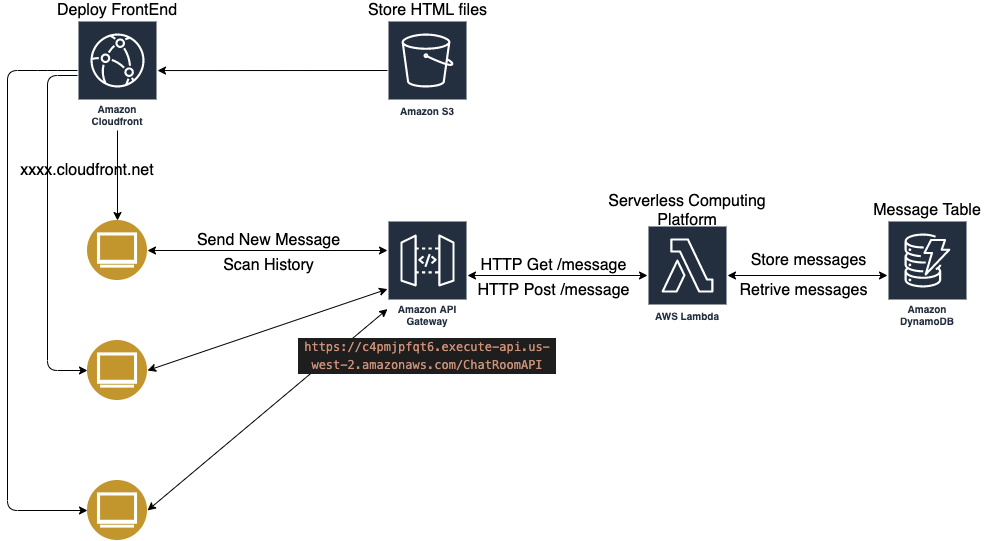 Deploy FrontEnd
Store HTML files
Amazon
Cloudfront
Amazon S3
xxxx.cloudfront.net
Send New Message
Scan History
Amazon API
Gateway
https://c4pmjpfqt6.execute-api.us-
west-2.amazonaws.com/ChatRoomAPI
HTTP Get /message
HTTP Post /message
Serverless Computing
Platform
AWS Lambda
Store messages
Retrive messages
Message Table
Amazon
DynamoDB